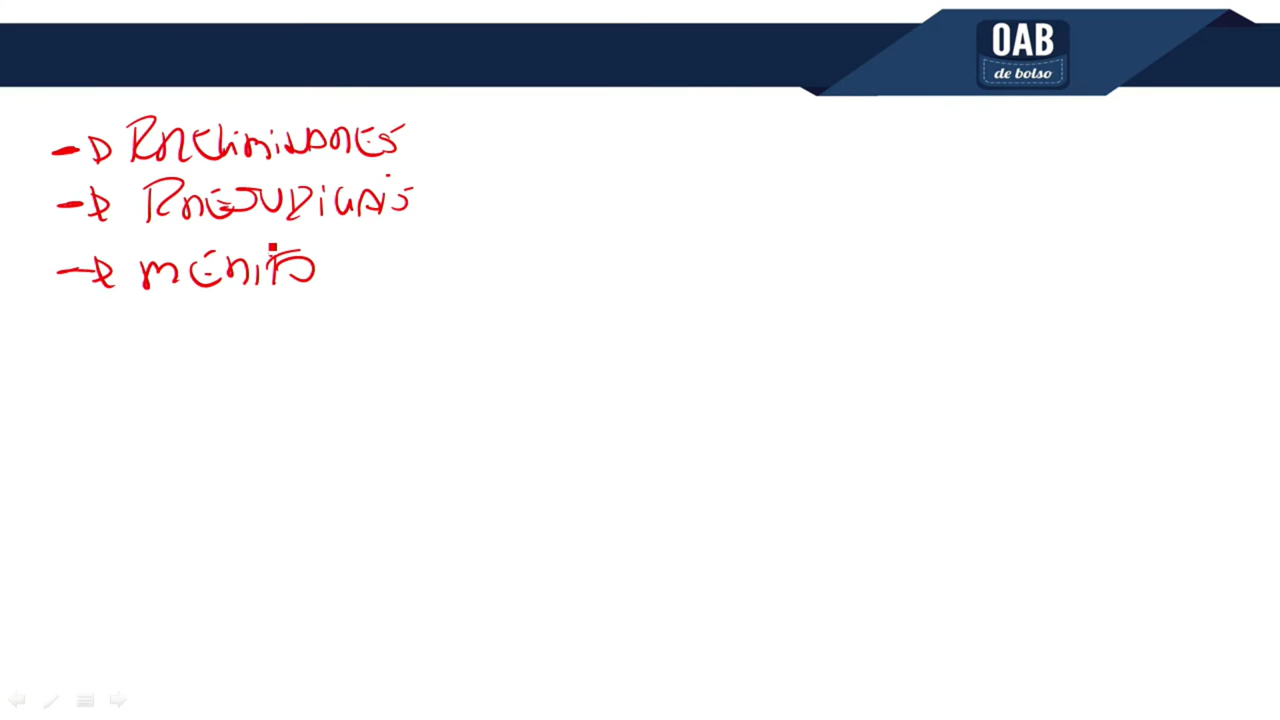 OAB
de bolso
→ PRELIMINARES
→ PREJUDICIAIS
→ MÉRITO